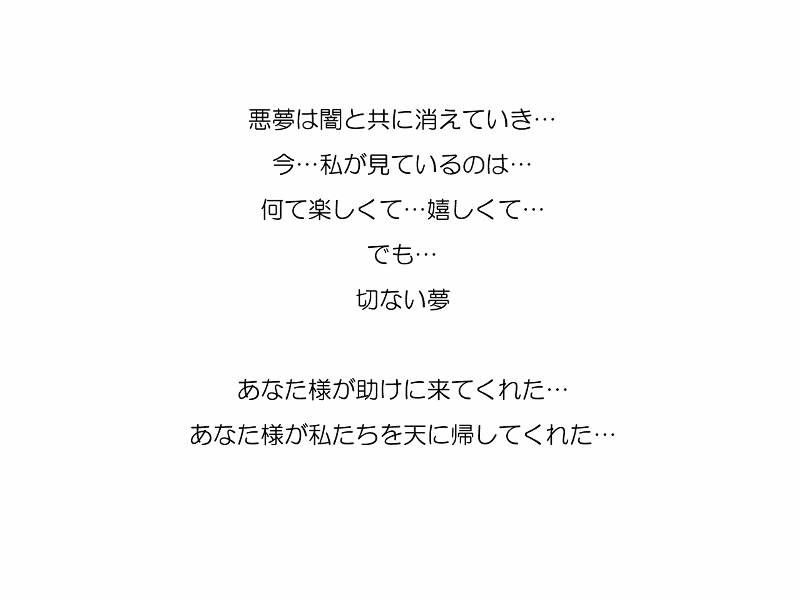 悪夢は闇と共に消えていき…
今…私が見ているのは…
何て楽しくて…嬉しくて…
でも…
切ない夢
あなた様が助けに来てくれた…
あなた様が私たちを天に帰してくれた…